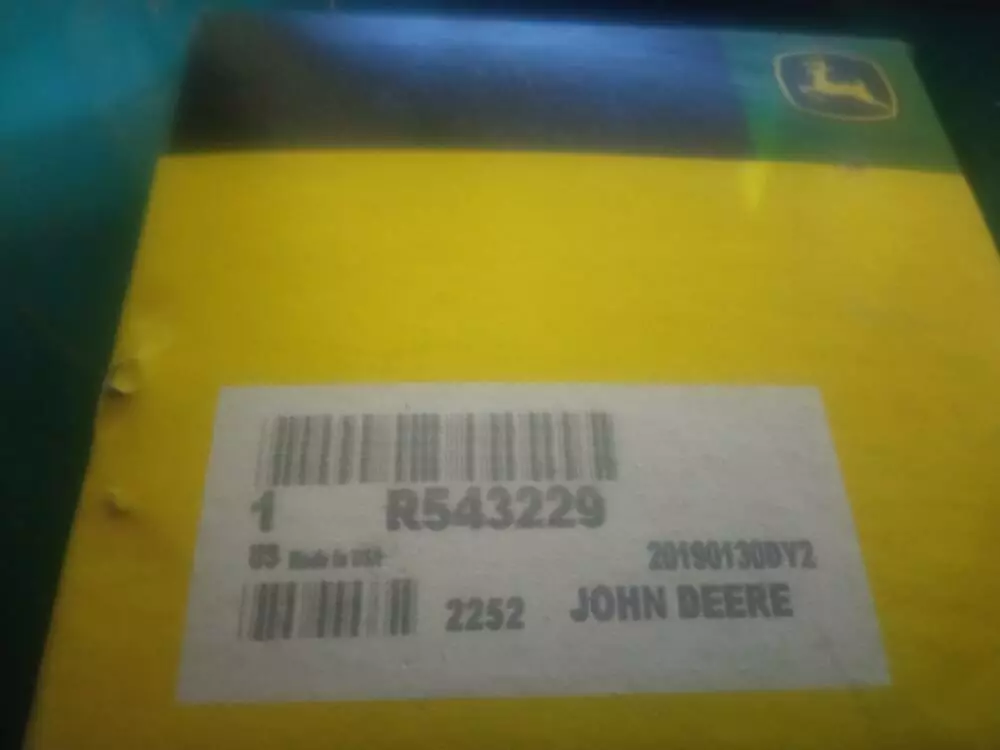 1 R543229
US Made in USA 20190130DY2
2252 JOHN DEERE